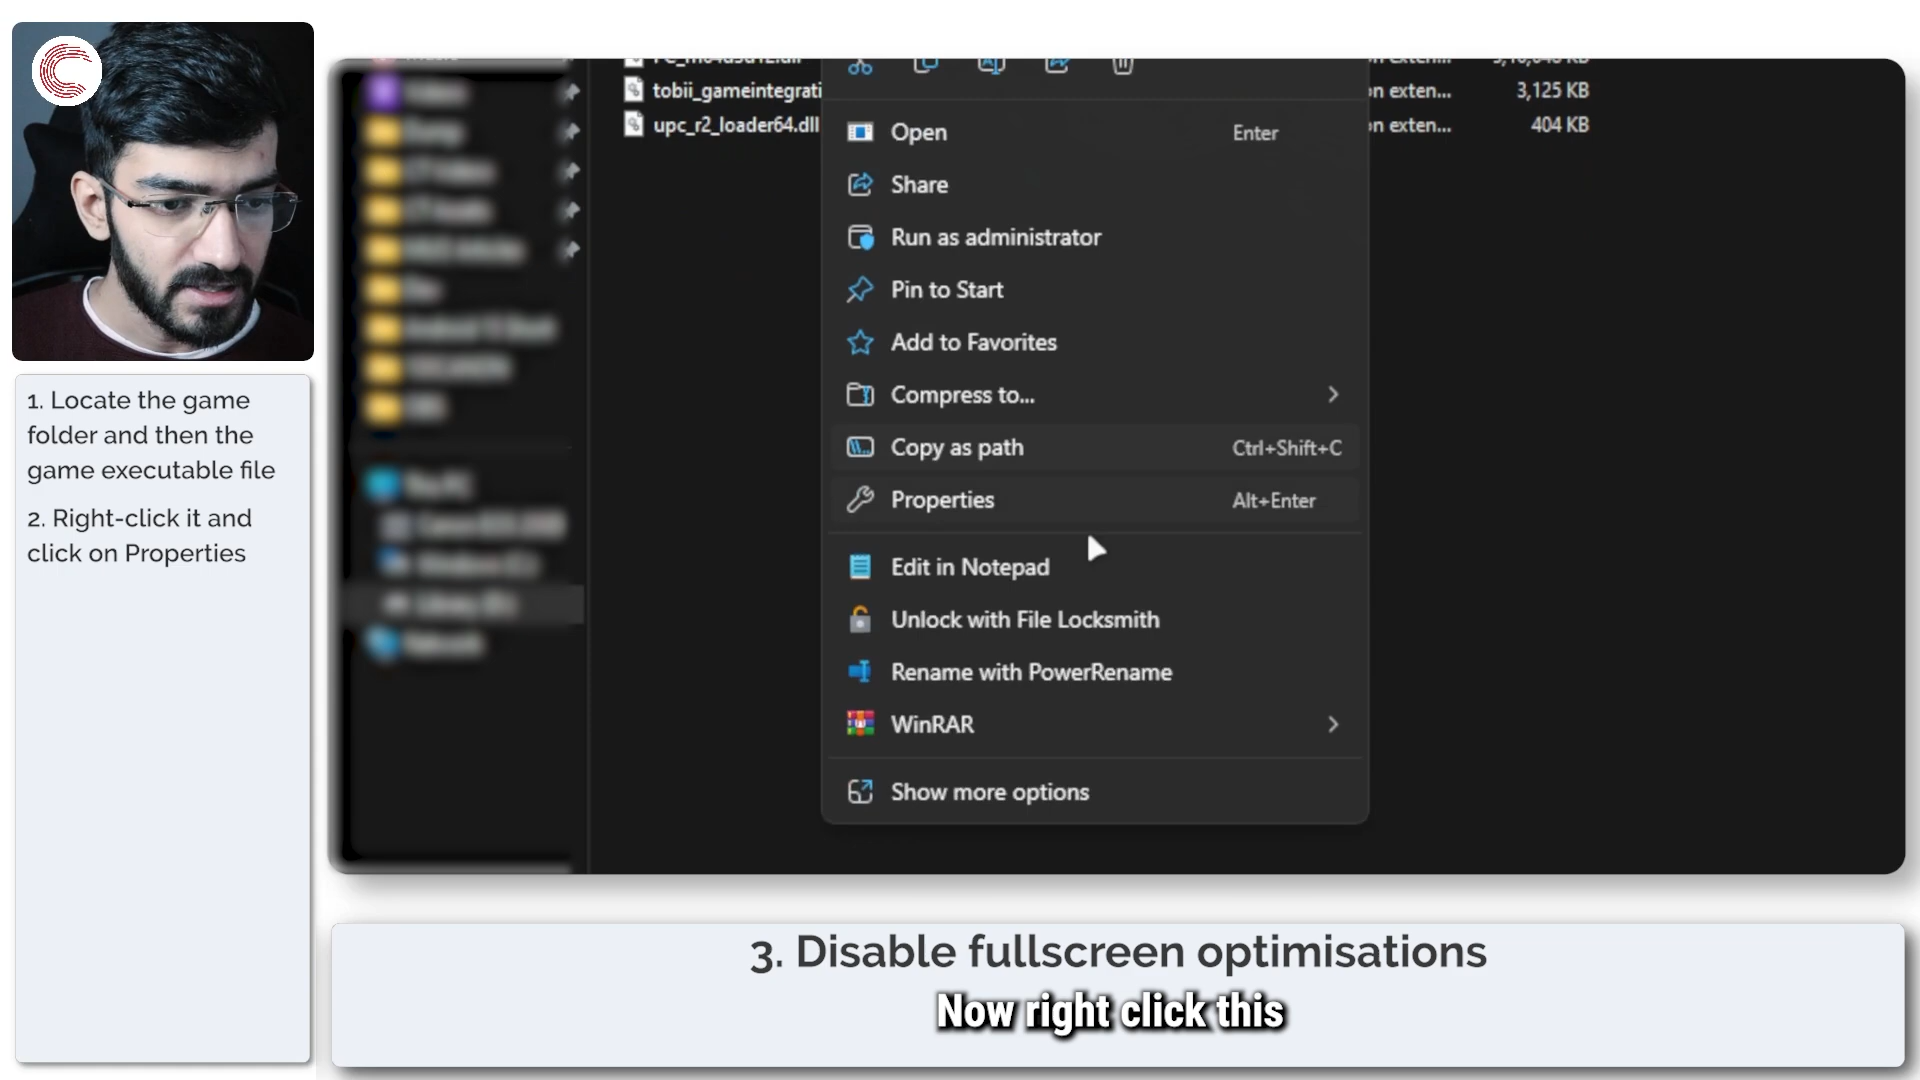 1. Locate the game
folder and then the
game executable file
2. Right-click it and
click on Properties
tobii_gameintegrati
on exten...
3,125 KB
upc_r2_loader64.dll
on exten...
404 KB
Open Enter
Share
Run as administrator
Pin to Start
Add to Favorites
Compress to...
Copy as path Ctrl+Shift+C
Properties Alt+Enter
Edit in Notepad
Unlock with File Locksmith
Rename with PowerRename
WinRAR
Show more options
3. Disable fullscreen optimisations
Now right click this